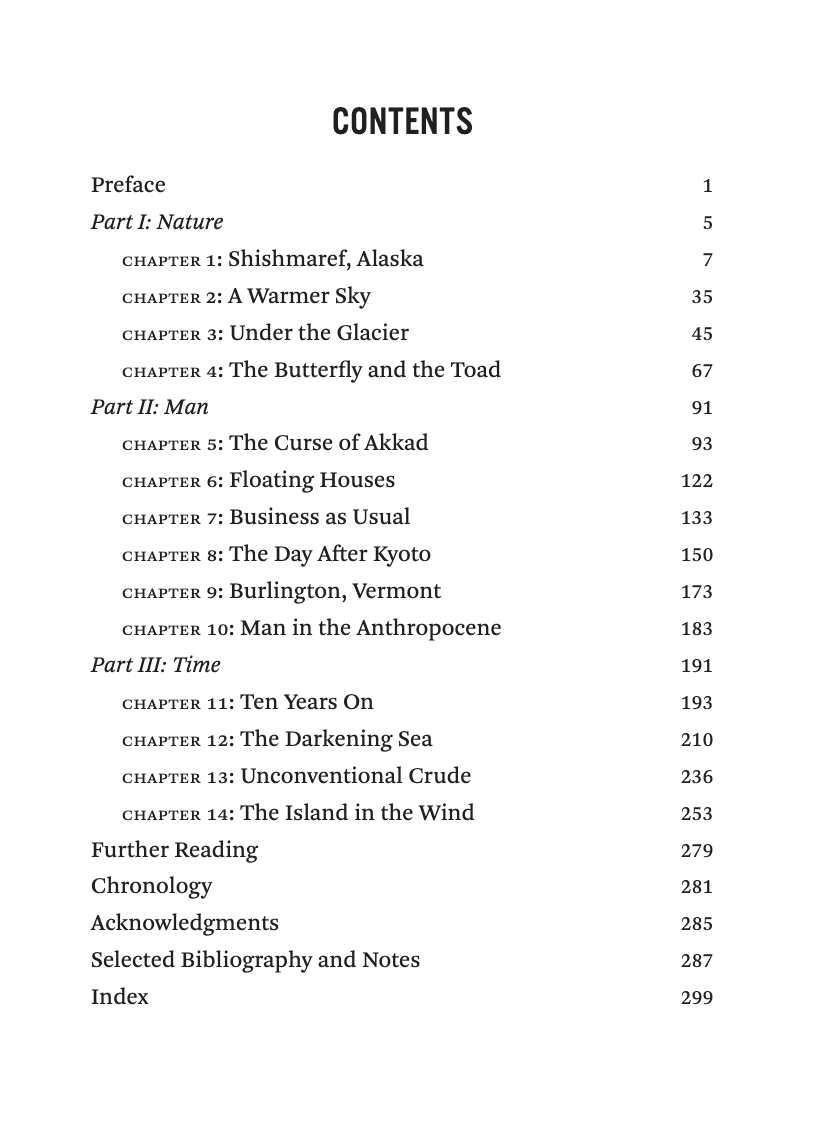 CONTENTS
Preface 1
Part I: Nature 5
CHAPTER 1: Shishmaref, Alaska 7
CHAPTER 2: A Warmer Sky 35
CHAPTER 3: Under the Glacier 45
CHAPTER 4: The Butterfly and the Toad 67
Part II: Man 91
CHAPTER 5: The Curse of Akkad 93
CHAPTER 6: Floating Houses 122
CHAPTER 7: Business as Usual 133
CHAPTER 8: The Day After Kyoto 150
CHAPTER 9: Burlington, Vermont 173
CHAPTER 10: Man in the Anthropocene 183
Part III: Time 191
CHAPTER 11: Ten Years On 193
CHAPTER 12: The Darkening Sea 210
CHAPTER 13: Unconventional Crude 236
CHAPTER 14: The Island in the Wind 253
Further Reading 279
Chronology 281
Acknowledgments 285
Selected Bibliography and Notes 287
Index 299